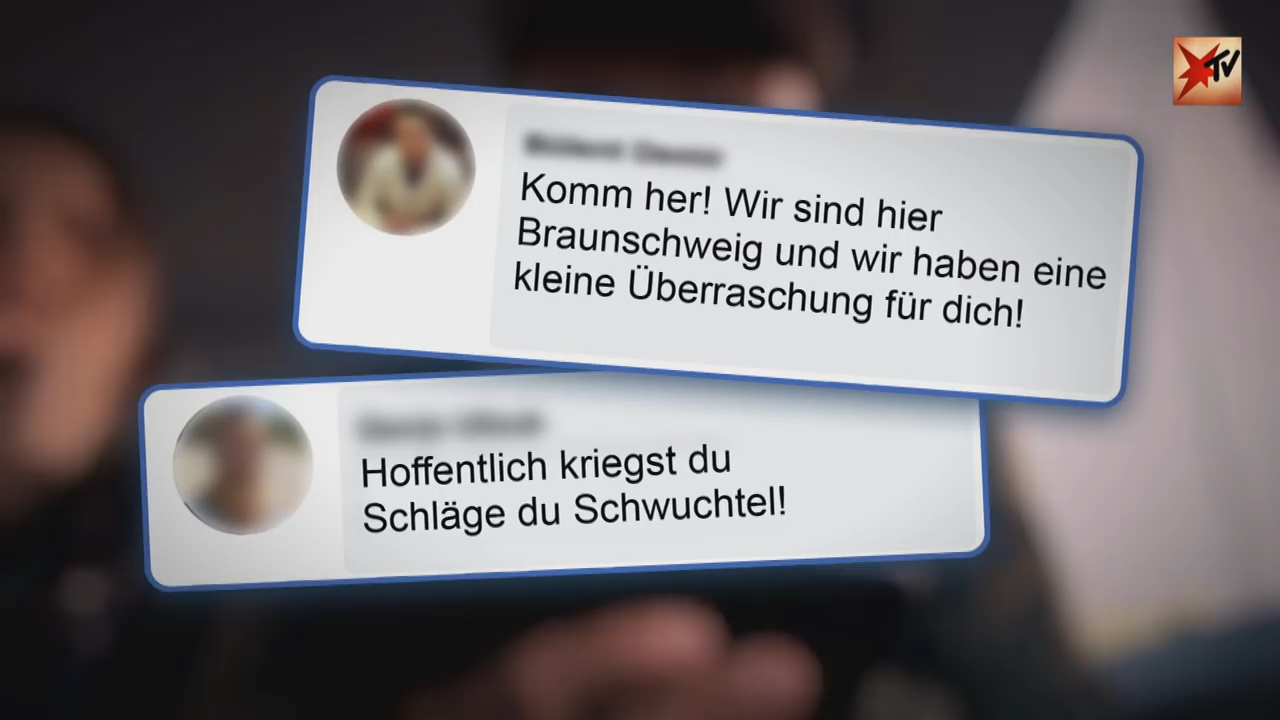 TV
Komm her! Wir sind hier
Braunschweig und wir haben eine
kleine Überraschung für dich!
Hoffentlich kriegst du
Schläge du Schwuchtel!